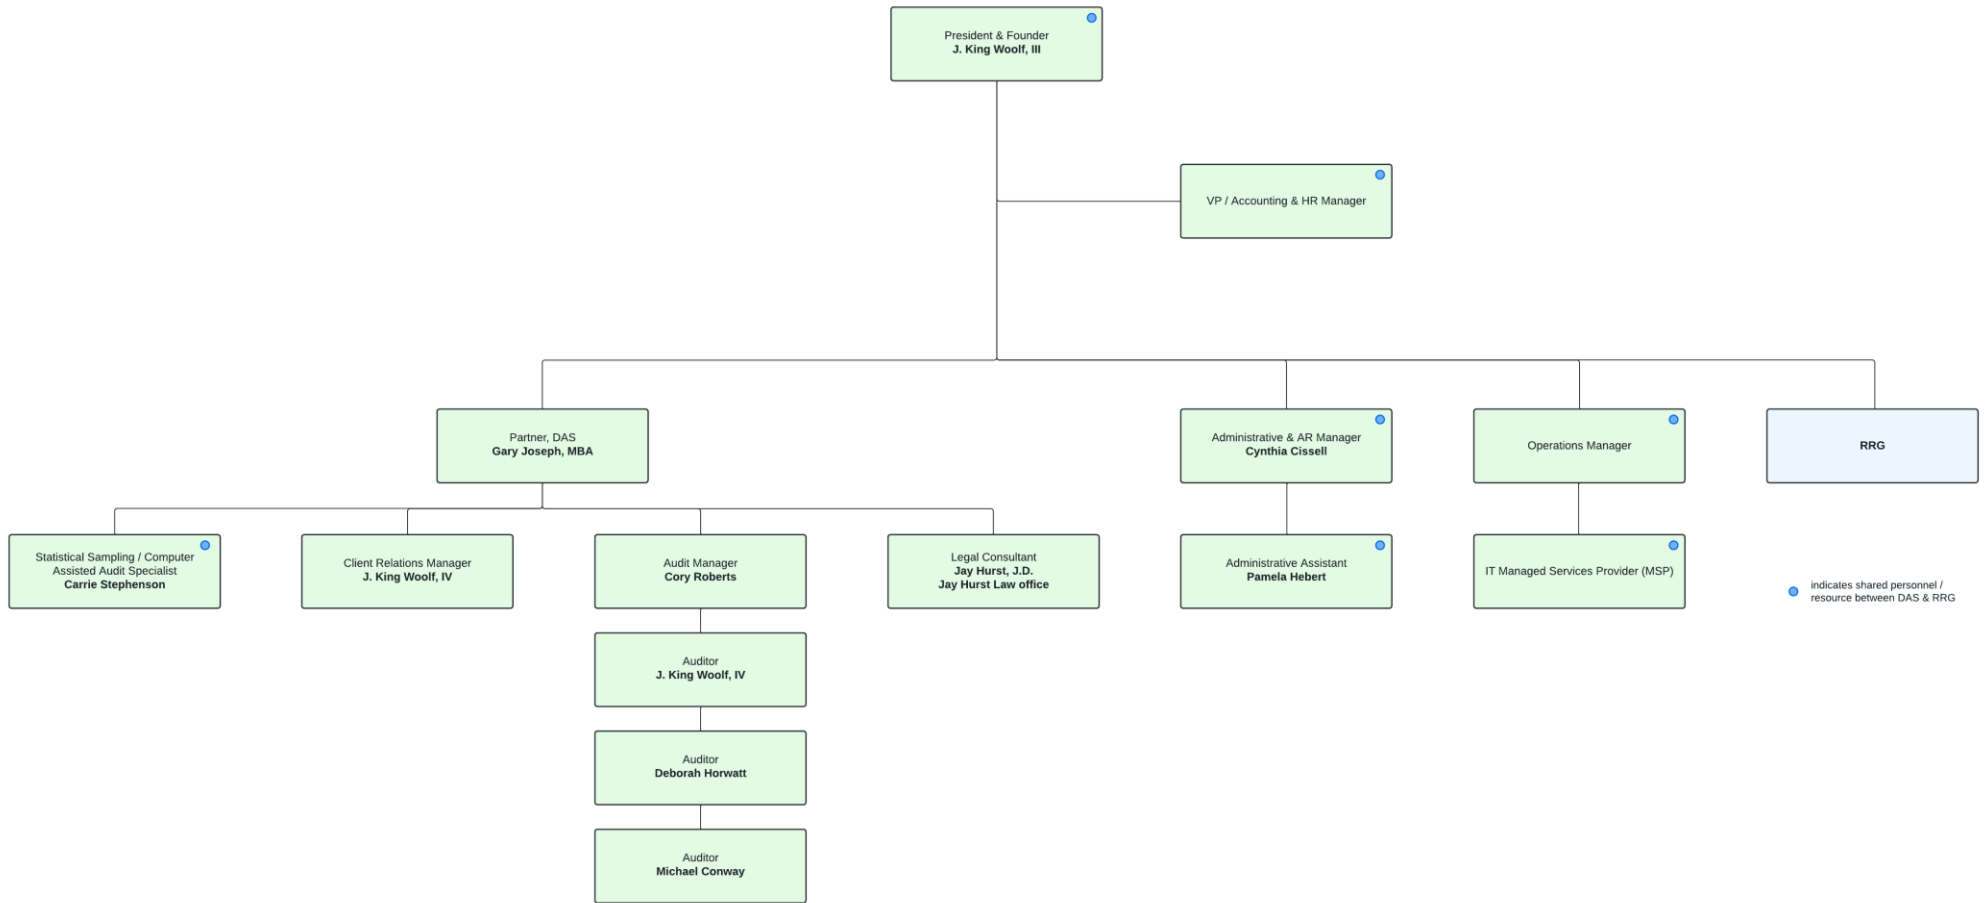 President & Founder
J. King Woolf, III
VP / Accounting & HR Manager
Partner, DAS
Gary Joseph, MBA
Administrative & AR Manager
Cynthia Cissell
Operations Manager
RRG
Statistical Sampling / Computer
Assisted Audit Specialist
Carrie Stephenson
Client Relations Manager
J. King Woolf, IV
Audit Manager
Cory Roberts
Legal Consultant
Jay Hurst, J.D.
Jay Hurst Law office
Administrative Assistant
Pamela Hebert
IT Managed Services Provider (MSP)
indicates shared personnel /
resource between DAS & RRG
Auditor
J. King Woolf, IV
Auditor
Deborah Horwatt
Auditor
Michael Conway